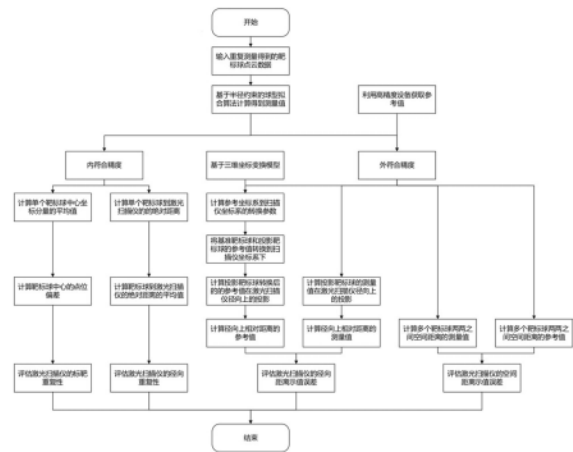 开始
输入重复测量得到的靶
标球点云数据
基于半径约束的球型拟
合算法计算得到测量值
利用高精度设备获取参
考值
内符合精度
基于三维坐标变换模型
外符合精度
计算单个靶标球中心坐
标分量的平均值
计算单个靶标球到激光
扫描仪的的绝对距离
计算参考坐标系到扫描
仪坐标系的转换参数
将基准靶标球和投影靶
标球的参考值转换到扫
描仪坐标系下
计算靶标球中心的点位
偏差
计算靶标球到激光扫描
仪的绝对距离的平均值
计算投影靶标球转换后
的的参考值在激光扫描
仪径向上的投影
计算投影靶标球的测量
值在激光扫描仪径向上
的投影
计算径向上相对距离的
参考值
计算径向上相对距离的
测量值
计算多个靶标球两两之
间空间距离的测量值
计算多个靶标球两两之
间空间距离的参考值
评估激光扫描仪的标靶
重复性
评估激光扫描仪的径向
重复性
评估激光扫描仪的径向
距离示值误差
评估激光扫描仪的空间
距离示值误差
结束